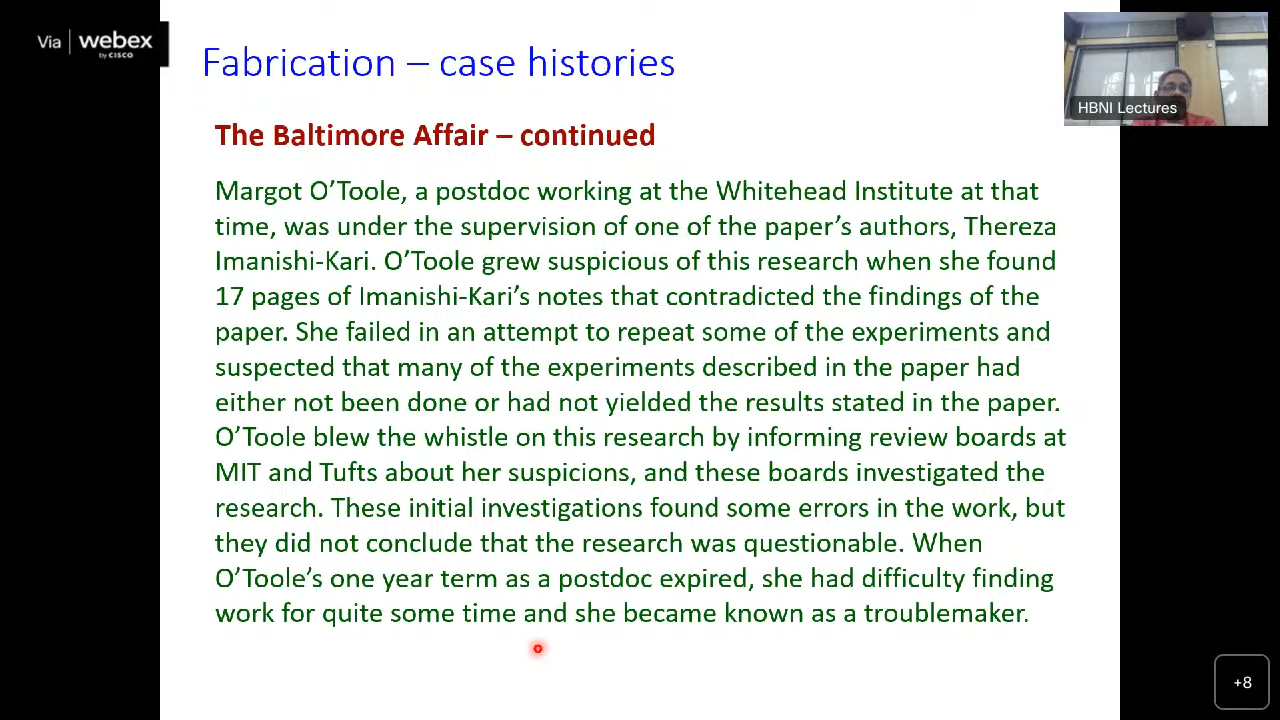 Via webex
by CISCO
Fabrication – case histories
HBNI Lectures
The Baltimore Affair – continued
Margot O’Toole, a postdoc working at the Whitehead Institute at that
time, was under the supervision of one of the paper’s authors, Thereza
Imanishi-Kari. O’Toole grew suspicious of this research when she found
17 pages of Imanishi-Kari’s notes that contradicted the findings of the
paper. She failed in an attempt to repeat some of the experiments and
suspected that many of the experiments described in the paper had
either not been done or had not yielded the results stated in the paper.
O’Toole blew the whistle on this research by informing review boards at
MIT and Tufts about her suspicions, and these boards investigated the
research. These initial investigations found some errors in the work, but
they did not conclude that the research was questionable. When
O’Toole’s one year term as a postdoc expired, she had difficulty finding
work for quite some time and she became known as a troublemaker.
+8